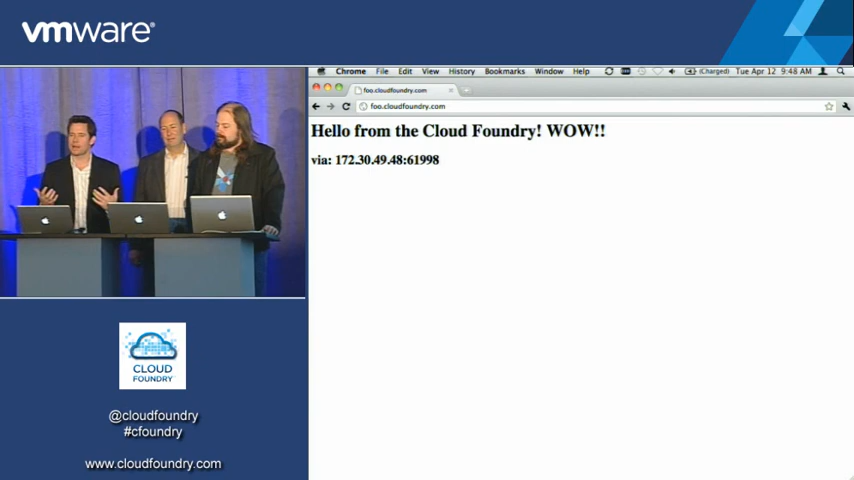 vmware®
Chrome File Edit View History Bookmarks Window Help (Charged) Tue Apr 12 9:48 AM
foo.cloudfoundry.com
foo.cloudfoundry.com
Hello from the Cloud Foundry! WOW!!
via: 172.30.49.48:61998
CLOUD
FOUNDRY
@cloudfoundry
#cfoundry
www.cloudfoundry.com